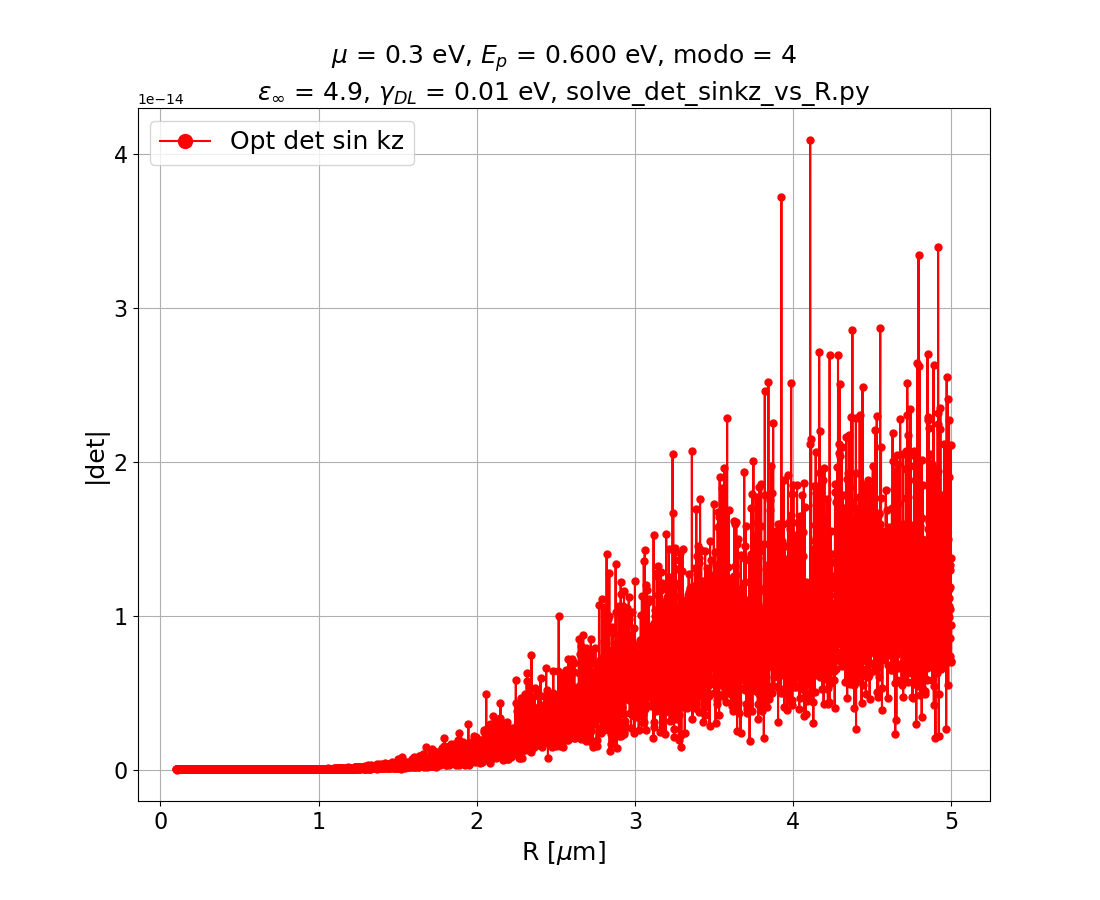 μ = 0.3 eV, E_p = 0.600 eV, modo = 4
ε_∞ = 4.9, γ_DL = 0.01 eV, solve_det_sinkz_vs_R.py
1e−14
Opt det sin kz
4
3
2
1
0
|det|
0 1 2 3 4 5
R [μm]